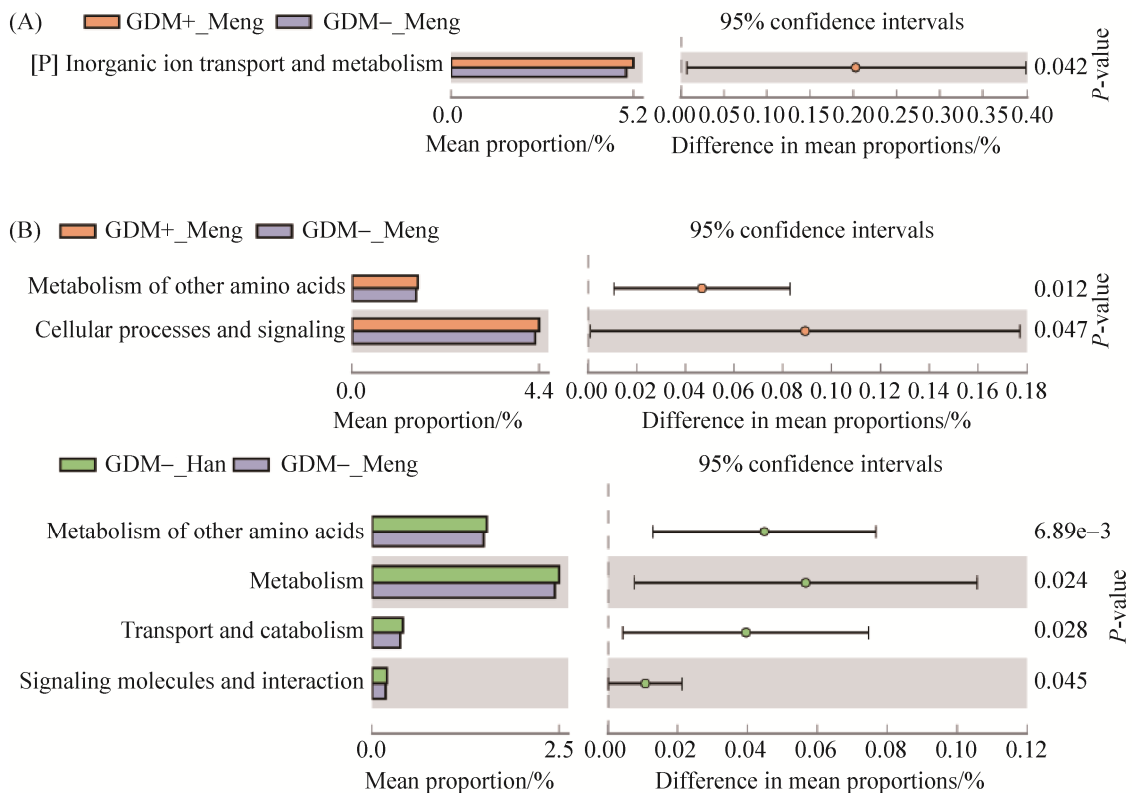 (A) GDM+_Meng GDM−_Meng 95% confidence intervals
[P] Inorganic ion transport and metabolism 0.042
P-value
0.0 5.2 0.00 0.05 0.10 0.15 0.20 0.25 0.30 0.35 0.40
Mean proportion/% Difference in mean proportions/%
(B) GDM+_Meng GDM−_Meng 95% confidence intervals
Metabolism of other amino acids 0.012
Cellular processes and signaling 0.047
P-value
0.0 4.4 0.00 0.02 0.04 0.06 0.08 0.10 0.12 0.14 0.16 0.18
Mean proportion/% Difference in mean proportions/%
GDM−_Han GDM−_Meng 95% confidence intervals
Metabolism of other amino acids 6.89e−3
Metabolism 0.024
Transport and catabolism 0.028
Signaling molecules and interaction 0.045
P-value
0.0 2.5 0.00 0.02 0.04 0.06 0.08 0.10 0.12
Mean proportion/% Difference in mean proportions/%